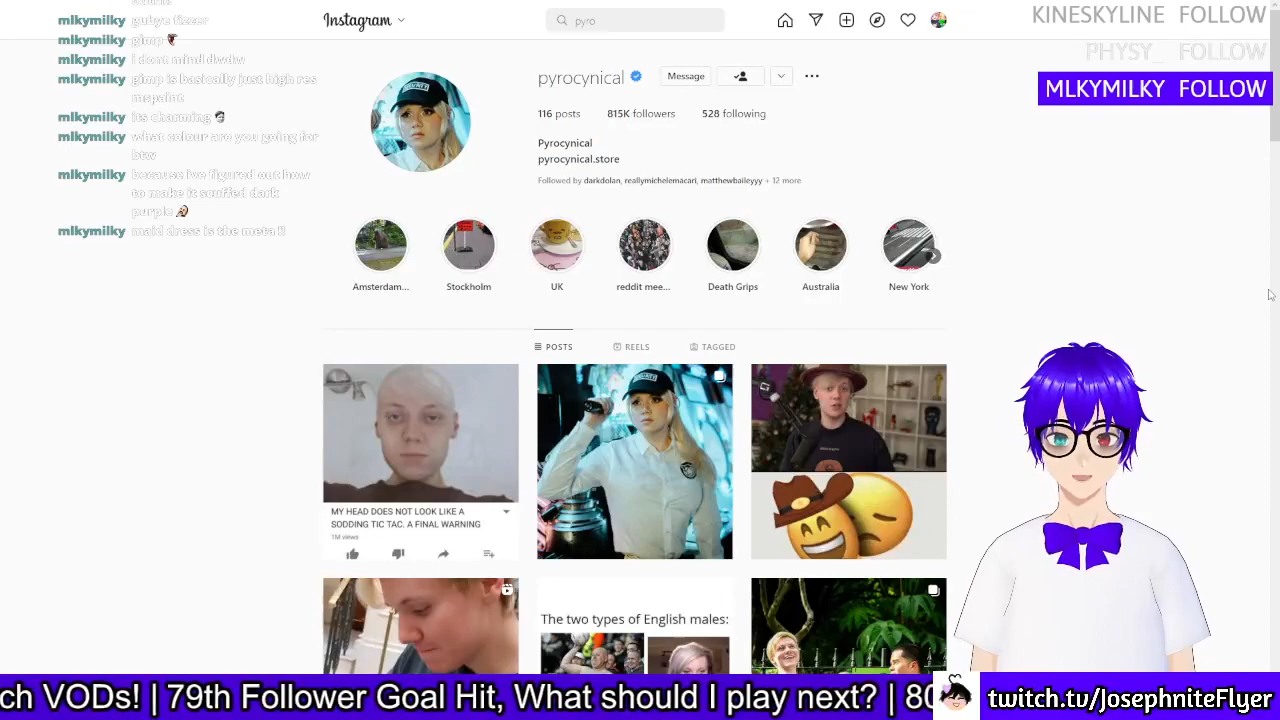 mlkymilky gubye fizzer
mlkymilky gimp
mlkymilky i dont mind dwdw
mlkymilky gimp is basically just high res
mspaint
mlkymilky its charming
mlkymilky what colour are you going for
btw
mlkymilky because ive figured out how
to make it scuffed dark
purple
mlkymilky maid dress is the meta !!
Instagram
pyro
KINESKYLINE FOLLOW
PHYSY_ FOLLOW
MLKYMILKY FOLLOW
pyrocynical
Message
116 posts 815K followers 528 following
Pyrocynical
pyrocynical.store
Followed by darkdolan, reallymichelemacari, matthewbaileyyy + 12 more
Amsterdam... Stockholm UK reddit mee... Death Grips Australia New York
POSTS REELS TAGGED
MY HEAD DOES NOT LOOK LIKE A
SODDING TIC TAC. A FINAL WARNING
1M views
The two types of English males:
ch VODs! | 79th Follower Goal Hit, What should I play next? | 80
twitch.tv/JosephniteFlyer